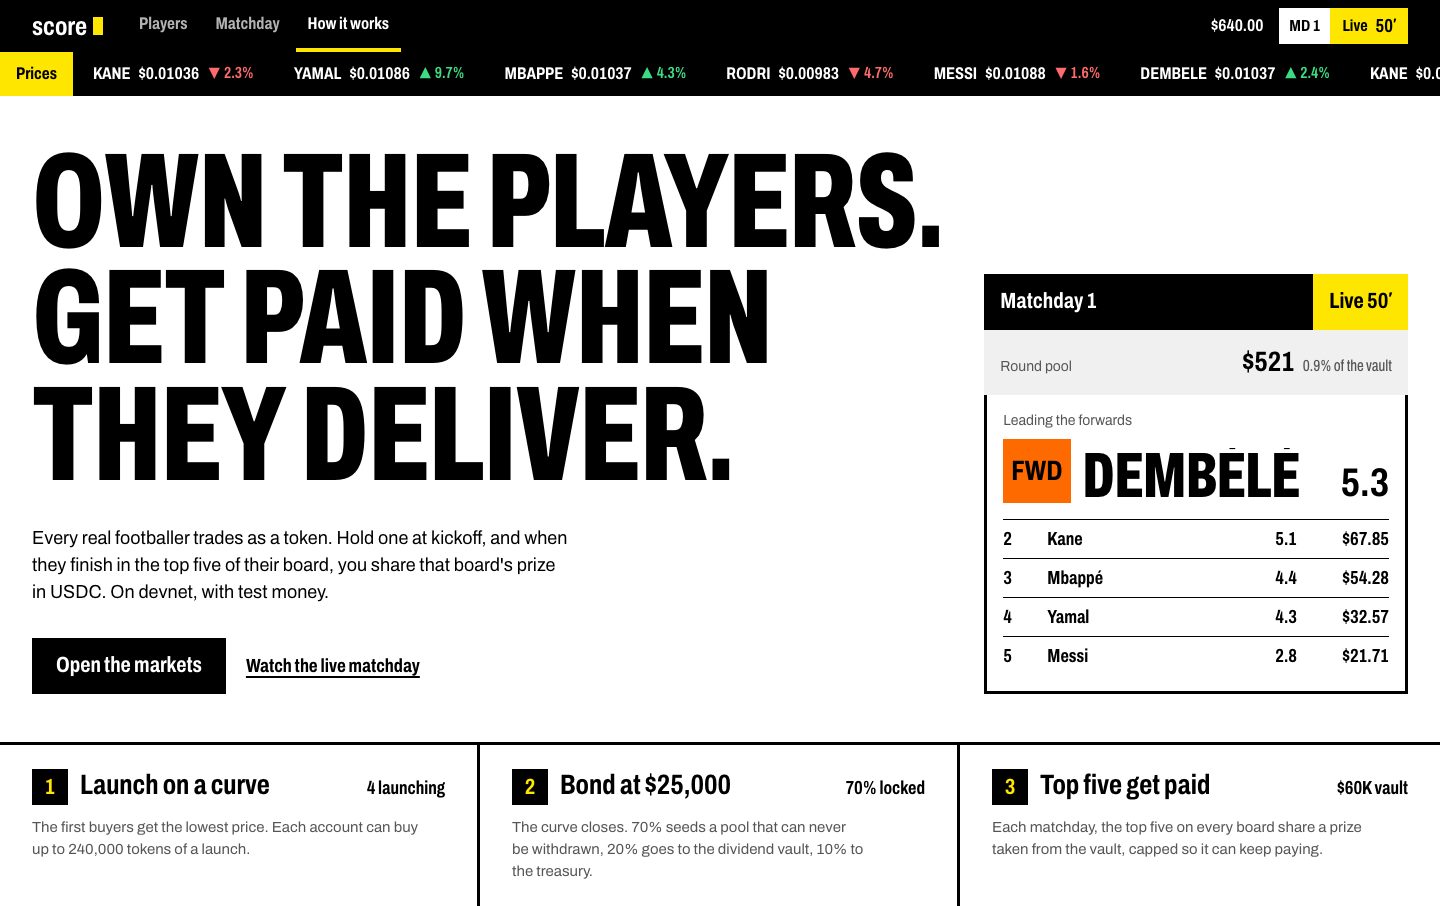 score Players Matchday How it works $640.00 MD 1 Live 50′
Prices KANE $0.01036 ▼ 2.3% YAMAL $0.01086 ▲ 9.7% MBAPPE $0.01037 ▲ 4.3% RODRI $0.00983 ▼ 4.7% MESSI $0.01088 ▼ 1.6% DEMBELE $0.01037 ▲ 2.4% KANE
OWN THE PLAYERS.
GET PAID WHEN
THEY DELIVER.
Every real footballer trades as a token. Hold one at kickoff, and when
they finish in the top five of their board, you share that board's prize
in USDC. On devnet, with test money.
Open the markets Watch the live matchday
Matchday 1 Live 50′
Round pool $521 0.9% of the vault
Leading the forwards
FWD DEMBÉLÉ 5.3
2 Kane 5.1 $67.85
3 Mbappé 4.4 $54.28
4 Yamal 4.3 $32.57
5 Messi 2.8 $21.71
1 Launch on a curve 4 launching
The first buyers get the lowest price. Each account can buy
up to 240,000 tokens of a launch.
2 Bond at $25,000 70% locked
The curve closes. 70% seeds a pool that can never
be withdrawn, 20% goes to the dividend vault, 10% to
the treasury.
3 Top five get paid $60K vault
Each matchday, the top five on every board share a prize
taken from the vault, capped so it can keep paying.